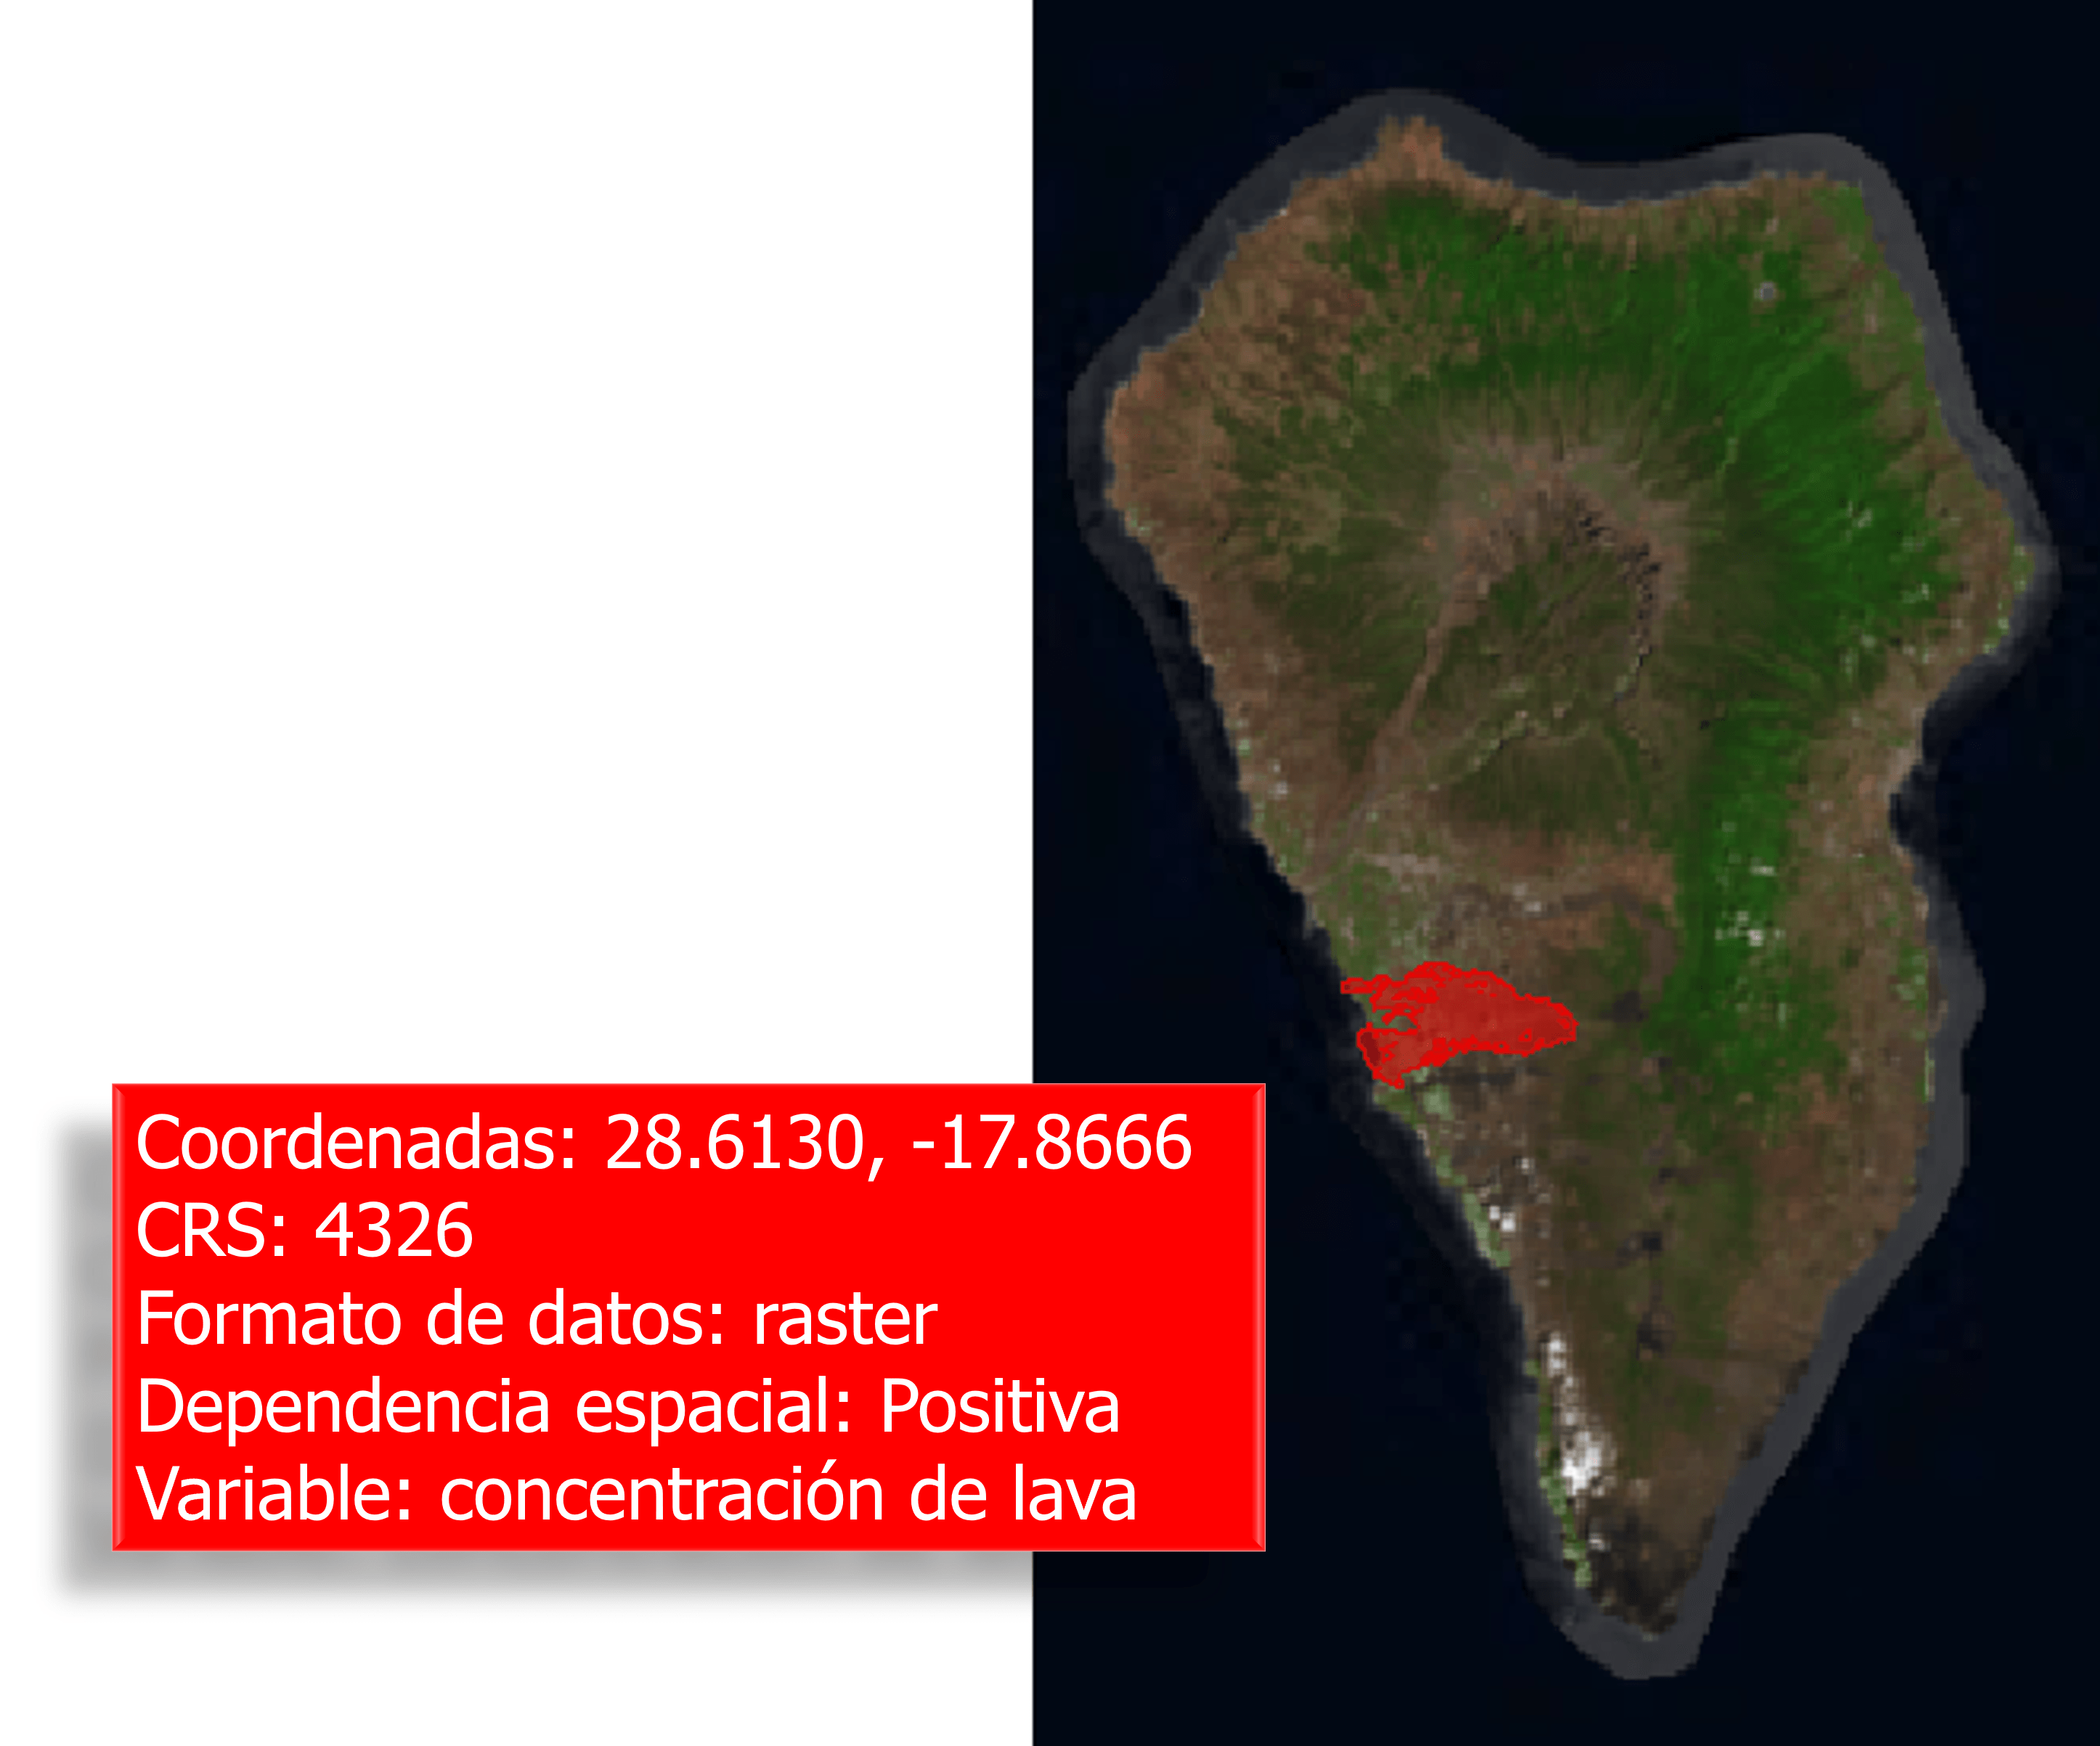 Coordenadas: 28.6130, -17.8666
CRS: 4326
Formato de datos: raster
Dependencia espacial: Positiva
Variable: concentración de lava